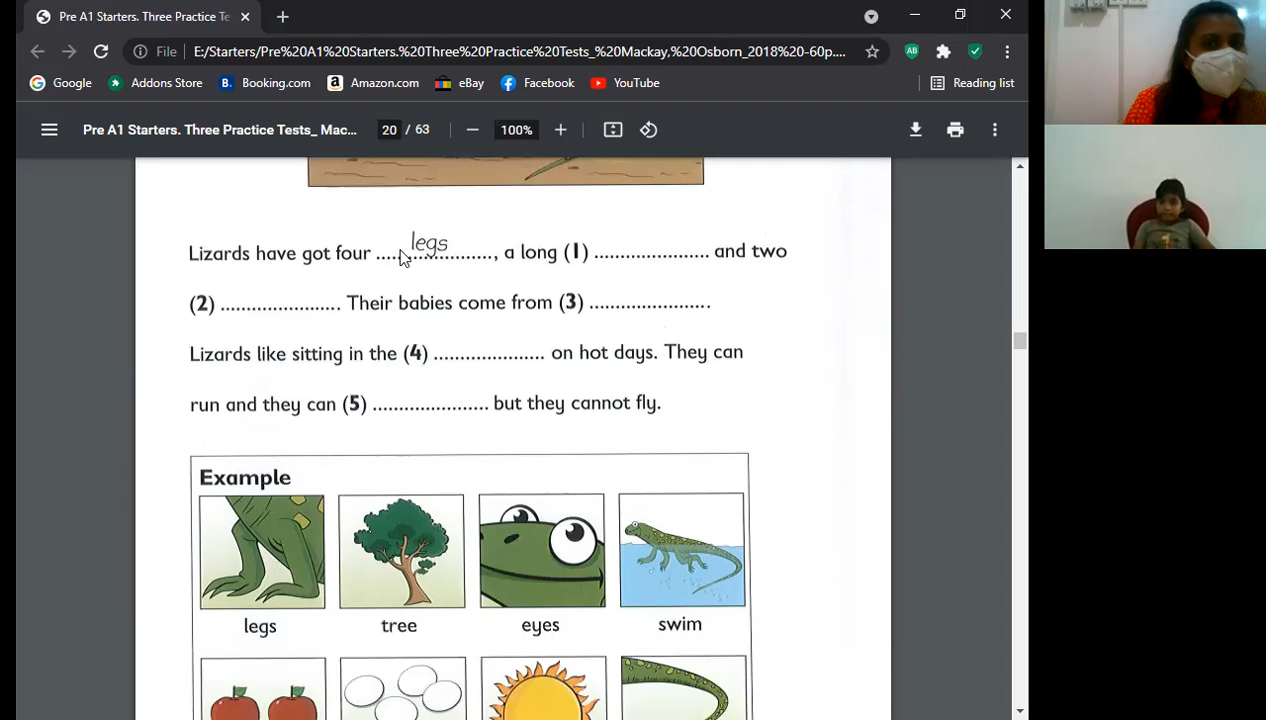 Pre A1 Starters. Three Practice Te
File
E:/Starters/Pre%20A1%20Starters.%20Three%20Practice%20Tests_%20Mackay,%20Osborn_2018%20-60p....
AB
Google
Addons Store
B. Booking.com
a Amazon.com
eBay
Facebook
YouTube
Reading list
Pre A1 Starters. Three Practice Tests_ Mac...
20 / 63
100%
Lizards have got four ......legs......, a long (1) ...................... and two
(2) ....................... Their babies come from (3) .......................
Lizards like sitting in the (4) ..................... on hot days. They can
run and they can (5) ...................... but they cannot fly.
Example
legs
tree
eyes
swim